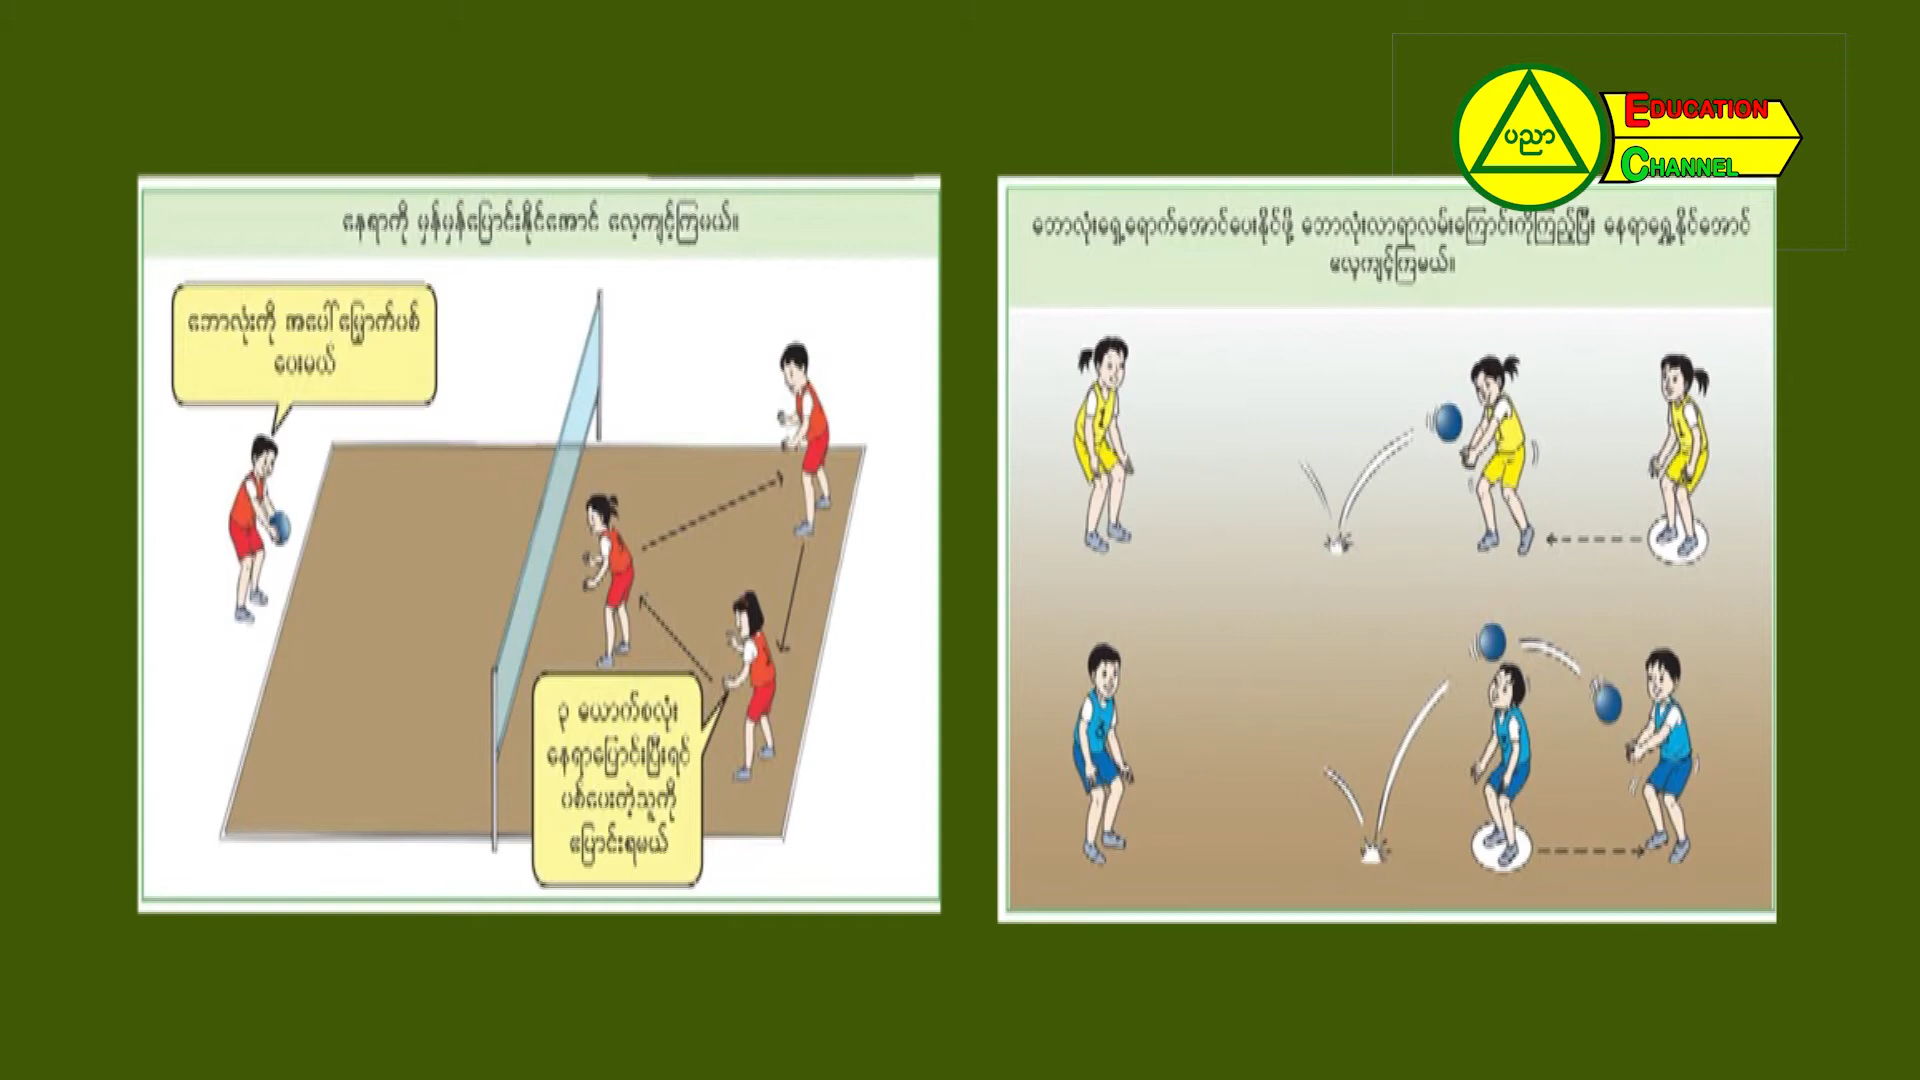 ပညာ
EDUCATION
CHANNEL
နေရာကို မှန်မှန်ပြောင်းနိုင်အောင် လေ့ကျင့်ကြမယ်။
ဘောလုံးကို အပေါ်မြှောက်ပစ်
ပေးမယ်
၃ ယောက်စလုံး
နေရာပြောင်းပြီးရင်
ပစ်ပေးတဲ့သူကို
ပြောင်းရမယ်
ဘောလုံးရှေ့ရောက်အောင်ပေးနိုင်ဖို့ ဘောလုံးလာရာလမ်းကြောင်းကိုကြည့်ပြီး နေရာရွှေ့နိုင်အောင်
လေ့ကျင့်ကြမယ်။